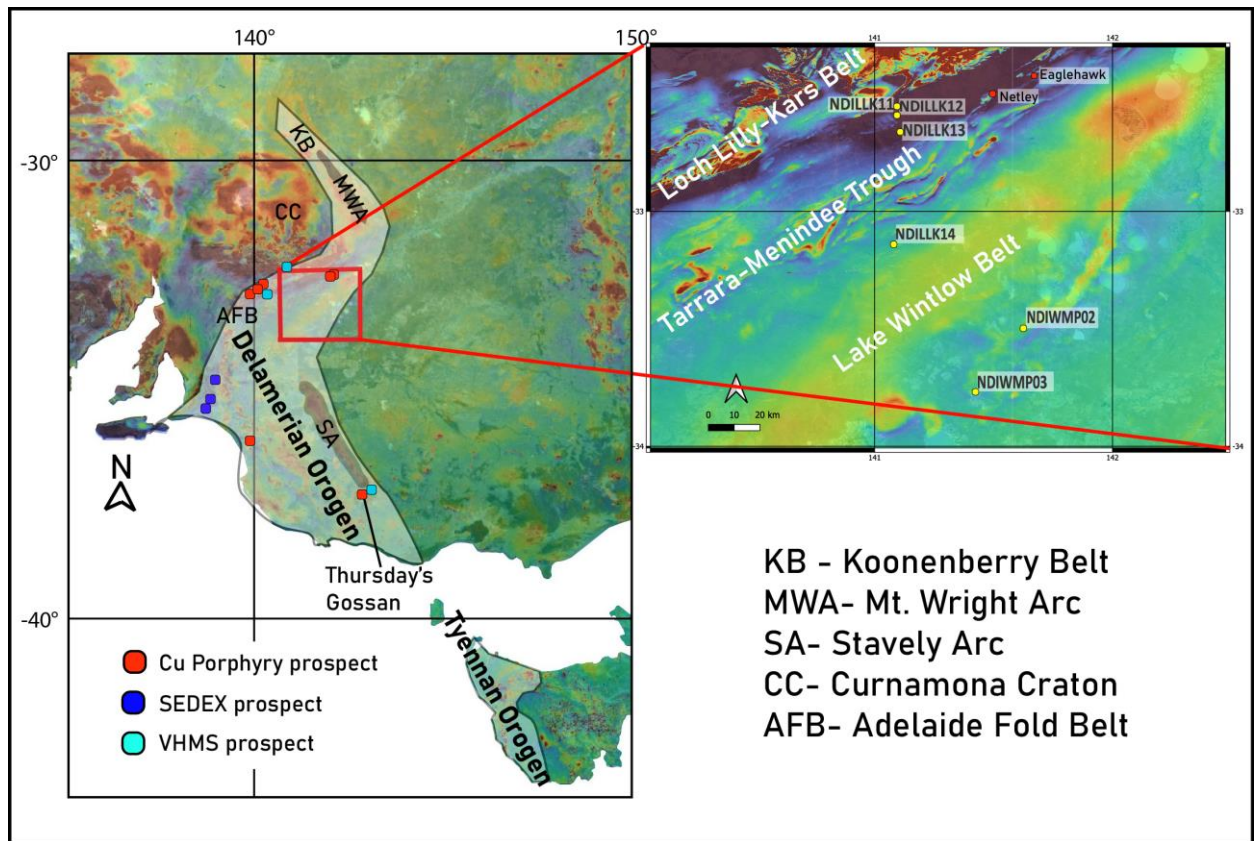 140°
150°
-30°
-40°
KB
MWA
CC
AFB
Delamerian Orogen
SA
N
Thursday's
Gossan
Tyennan Orogen
Cu Porphyry prospect
SEDEX prospect
VHMS prospect
141
142
Eaglehawk
Netley
NDILLK11
NDILLK12
NDILLK13
Loch Lilly-Kars Belt
-33
-33
Tarrara-Menindee Trough
NDILLK14
Lake Wintlow Belt
NDIWMP02
NDIWMP03
0 10 20 km
-34
-34
141
142
KB - Koonenberry Belt
MWA- Mt. Wright Arc
SA- Stavely Arc
CC- Curnamona Craton
AFB- Adelaide Fold Belt